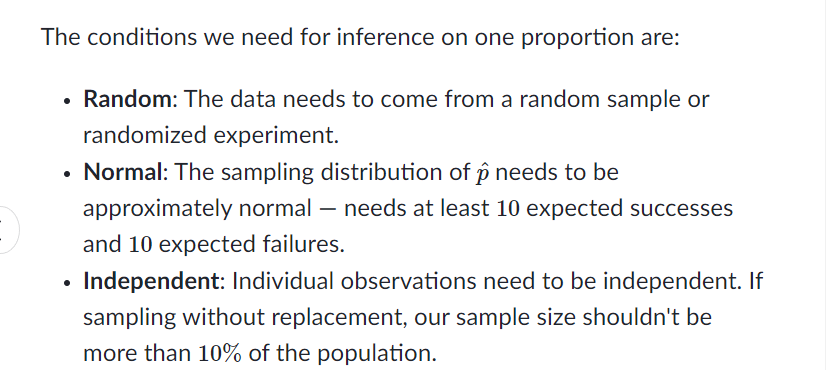 The conditions we need for inference on one proportion are:
• Random: The data needs to come from a random sample or
randomized experiment.
• Normal: The sampling distribution of p̂ needs to be
approximately normal — needs at least 10 expected successes
and 10 expected failures.
• Independent: Individual observations need to be independent. If
sampling without replacement, our sample size shouldn't be
more than 10% of the population.